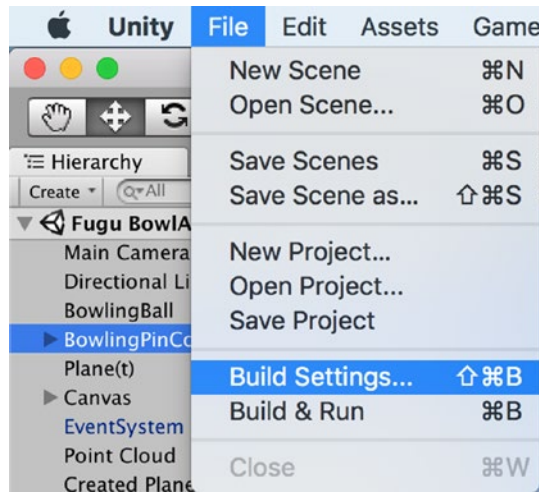 Unity File Edit Assets Game
New Scene ⌘N
Open Scene... ⌘O
Hierarchy
Save Scenes ⌘S
Create All
Save Scene as... ⇧⌘S
Fugu BowlA
Main Camera
New Project...
Directional Li
Open Project...
BowlingBall
Save Project
BowlingPinCo
Plane(t)
Build Settings... ⇧⌘B
Canvas
Build & Run ⌘B
EventSystem
Point Cloud
Close ⌘W
Created Plane